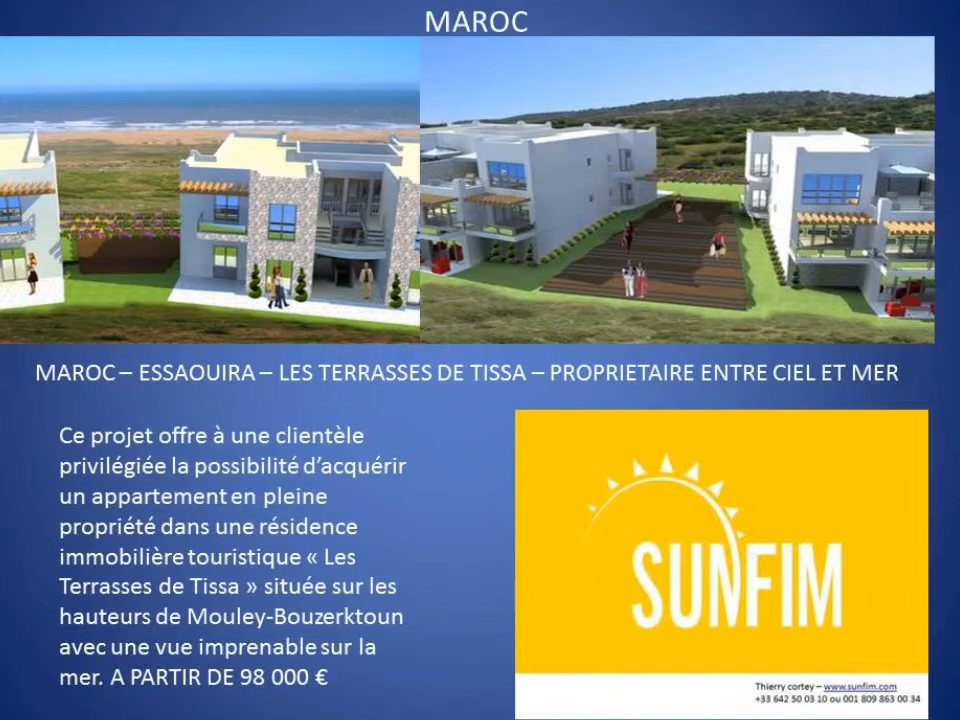 MAROC
MAROC – ESSAOUIRA – LES TERRASSES DE TISSA – PROPRIETAIRE ENTRE CIEL ET MER
Ce projet offre à une clientèle
privilégiée la possibilité d’acquérir
un appartement en pleine
propriété dans une résidence
immobilière touristique « Les
Terrasses de Tissa » située sur les
hauteurs de Mouley-Bouzerktoun
avec une vue imprenable sur la
mer. A PARTIR DE 98 000 €
SUNFIM
Thierry cortey – www.sunfim.com
+33 642 50 03 10 ou 001 809 863 00 34